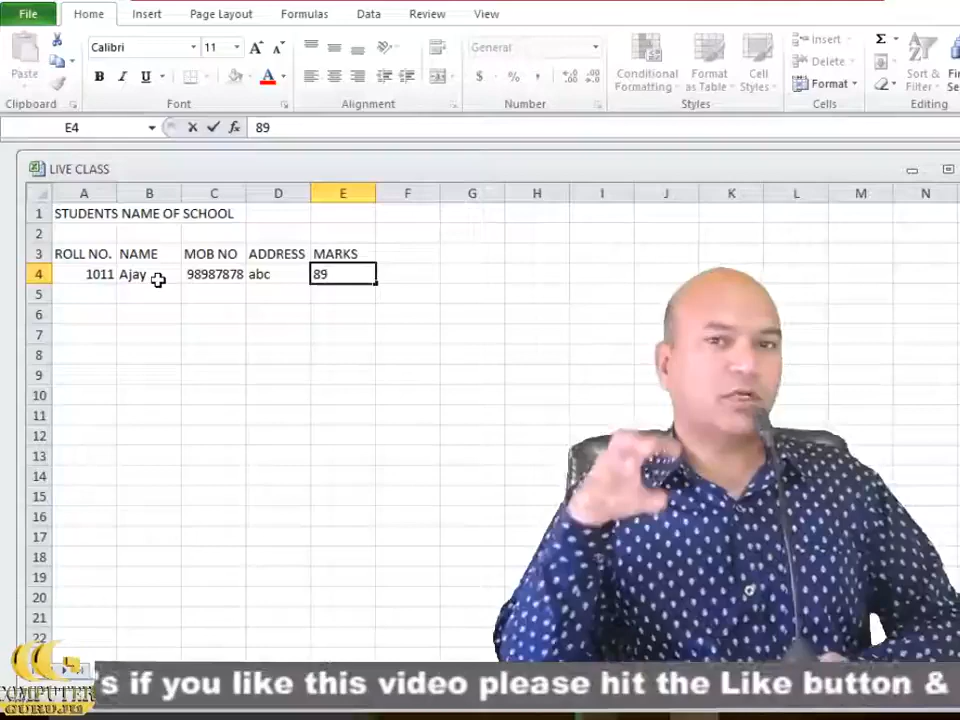 File Home Insert Page Layout Formulas Data Review View
Calibri 11 A A General Σ
Paste B I U A $ % , Conditional Formatting Format as Table Cell Styles Insert Delete Format Sort & Filter
Clipboard Font Alignment Number Styles Cells Editing
E4 fx 89
LIVE CLASS
A B C D E F G H I J K L M N
1 STUDENTS NAME OF SCHOOL
2
3 ROLL NO. NAME MOB NO ADDRESS MARKS
4 1011 Ajay 98987878 abc 89
5
6
7
8
9
10
11
12
13
14
15
16
17
18
19
20
21
22
's if you like this video please hit the Like button &
COMPUTER
GURU.JII